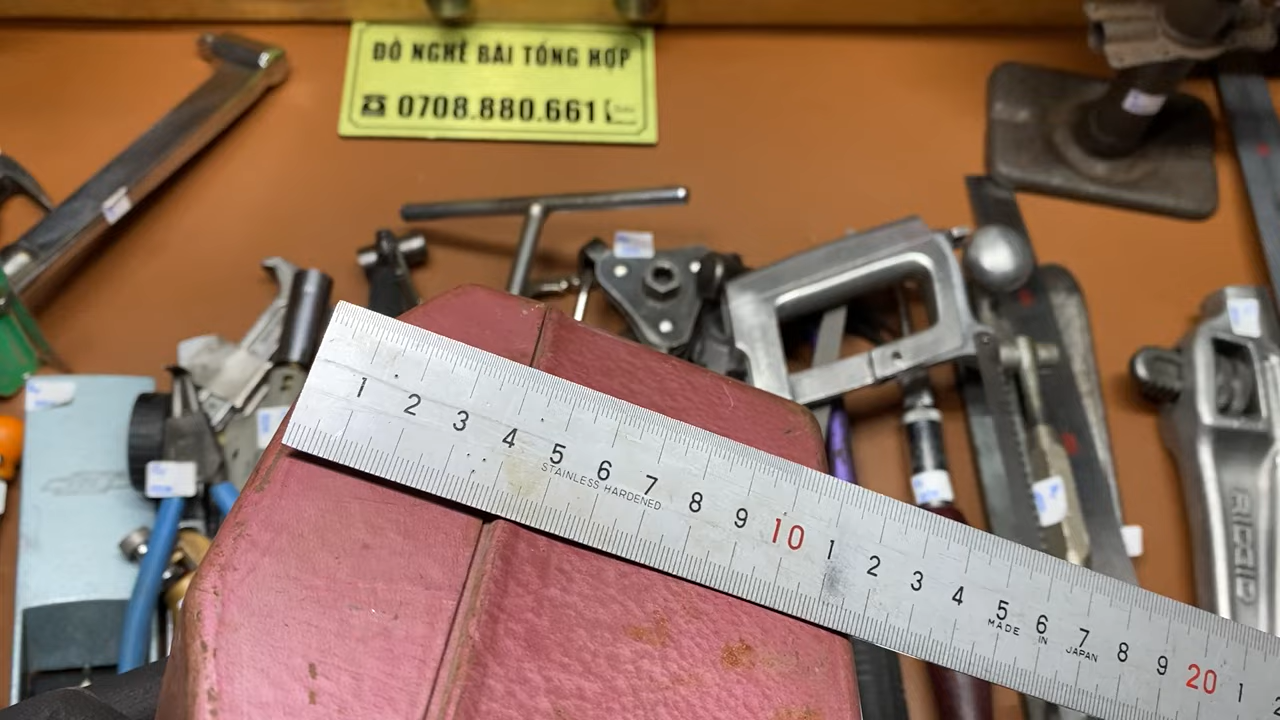 ĐỒ NGHỀ BÃI TỔNG HỢP
☎ 0708.880.661
1 2 3 4 5 6 7 8 9 10 1 2 3 4 5 6 7 8 9 20 1 2
STAINLESS HARDENED
MADE IN JAPAN